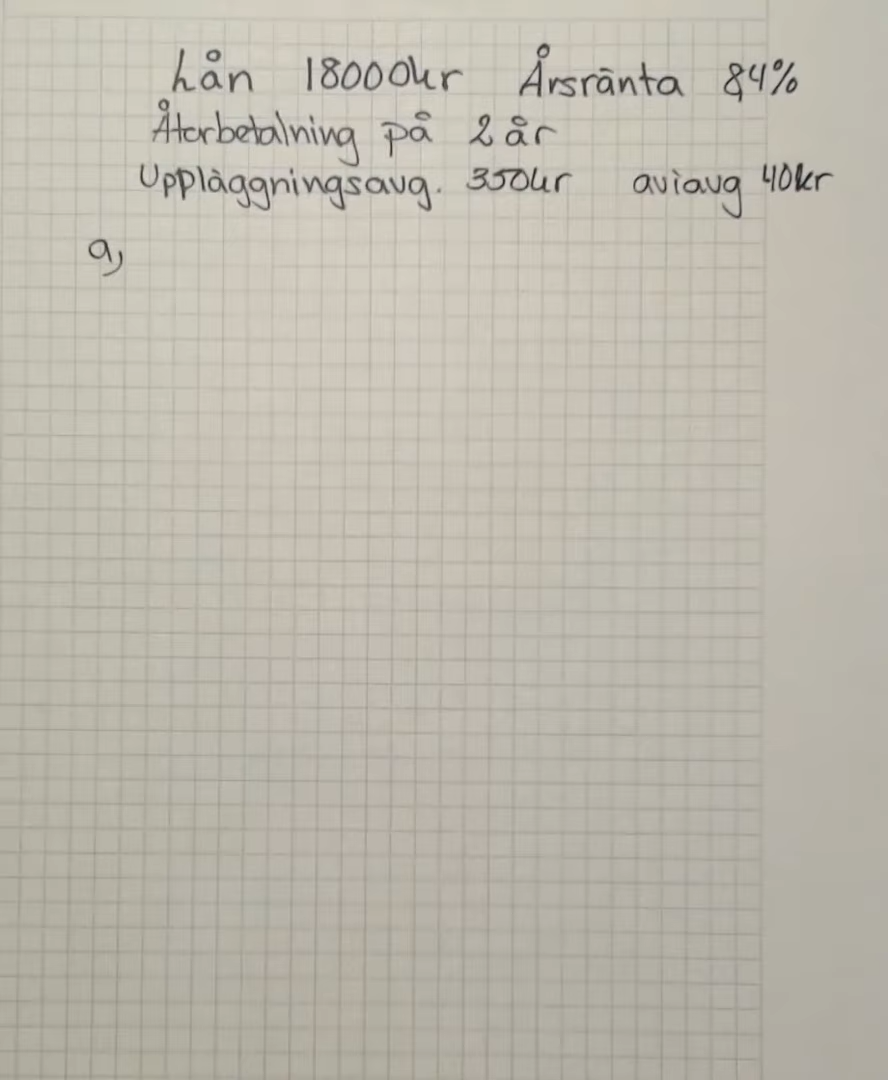 Lån 18000kr Årsränta 8,4%
Återbetalning på 2 år
Uppläggningsavg. 350kr aviavg 40kr
a,